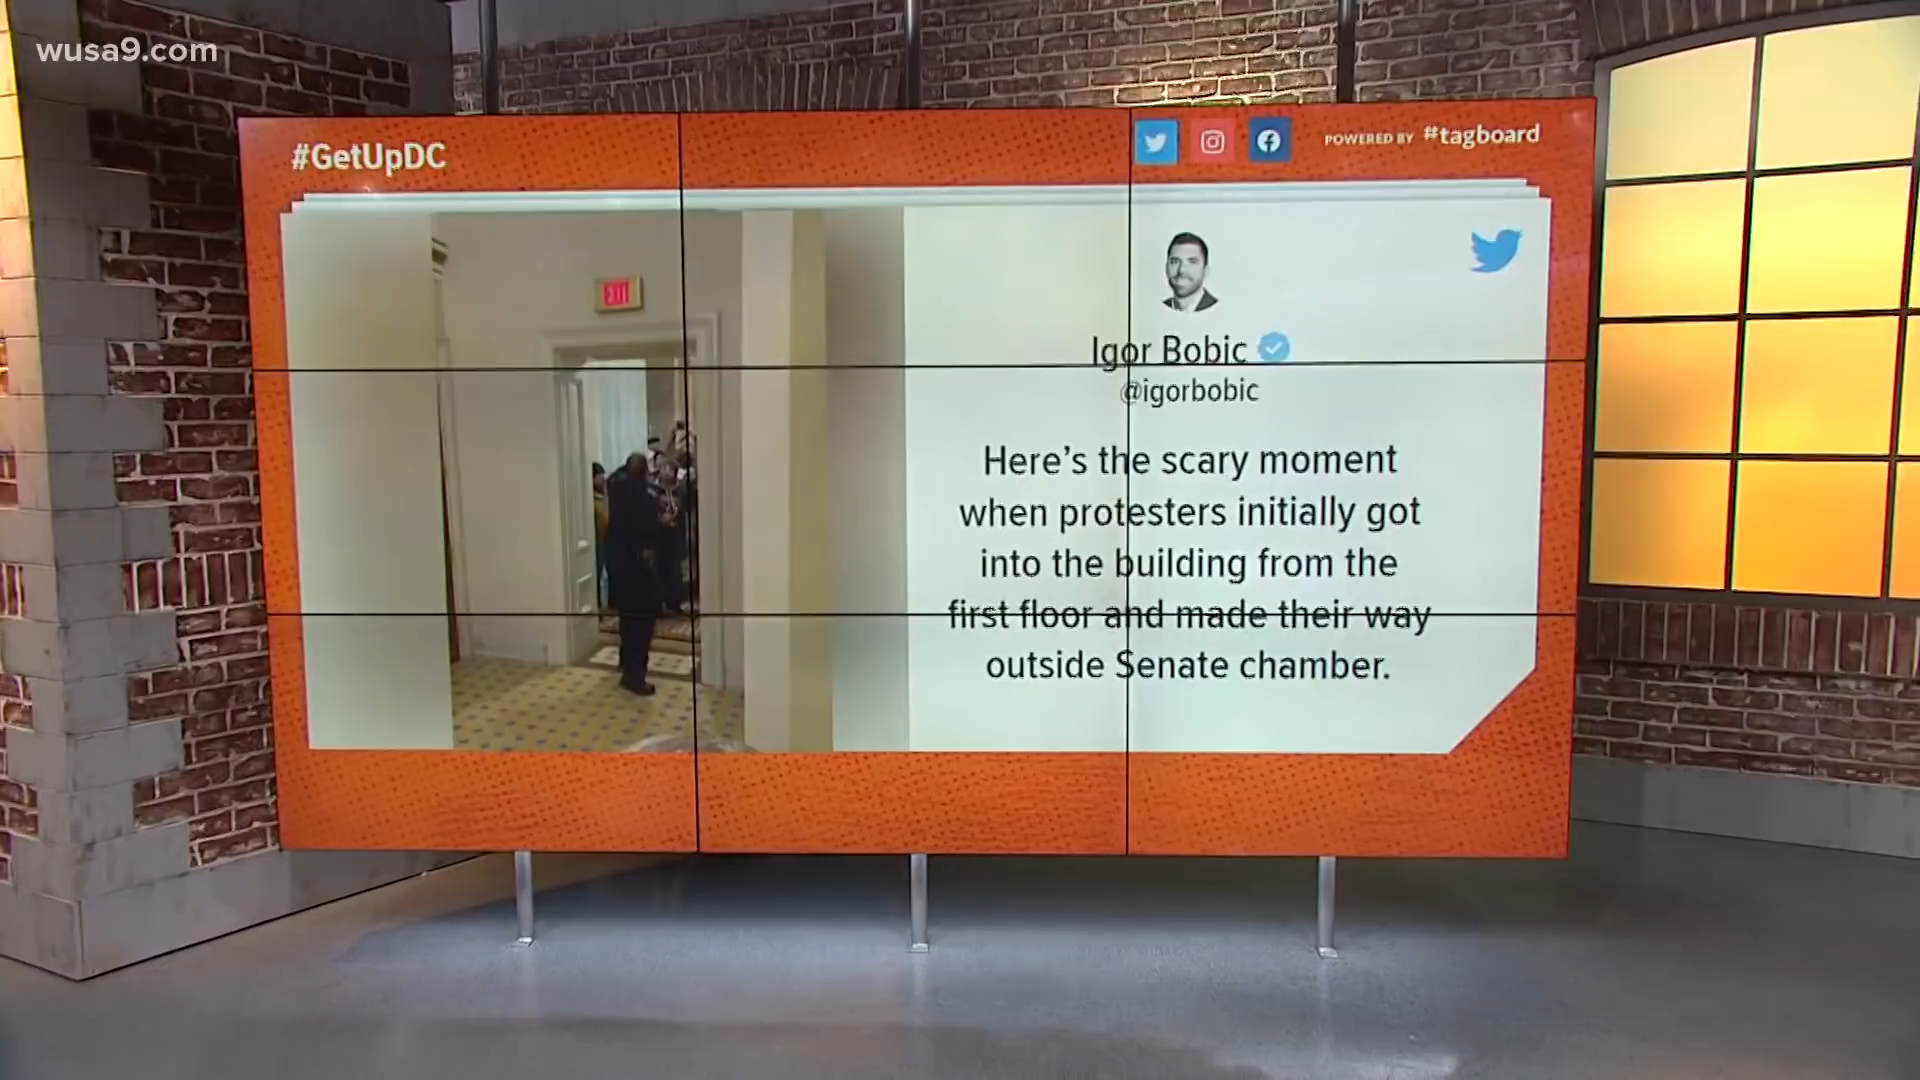 wusa9.com
#GetUpDC
POWERED BY #tagboard
Igor Bobic
@igorbobic
Here's the scary moment
when protesters initially got
into the building from the
first floor and made their way
outside Senate chamber.